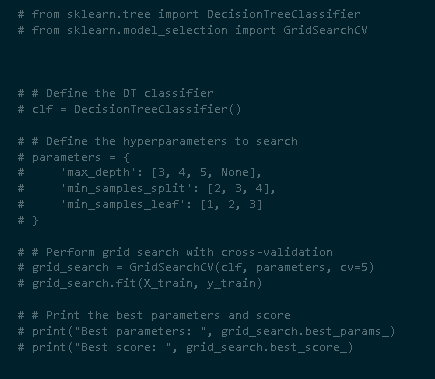 # from sklearn.tree import DecisionTreeClassifier
# from sklearn.model_selection import GridSearchCV
# # Define the DT classifier
# clf = DecisionTreeClassifier()
# # Define the hyperparameters to search
# parameters = {
#     'max_depth': [3, 4, 5, None],
#     'min_samples_split': [2, 3, 4],
#     'min_samples_leaf': [1, 2, 3]
# }
# # Perform grid search with cross-validation
# grid_search = GridSearchCV(clf, parameters, cv=5)
# grid_search.fit(X_train, y_train)
# # Print the best parameters and score
# print("Best parameters: ", grid_search.best_params_)
# print("Best score: ", grid_search.best_score_)